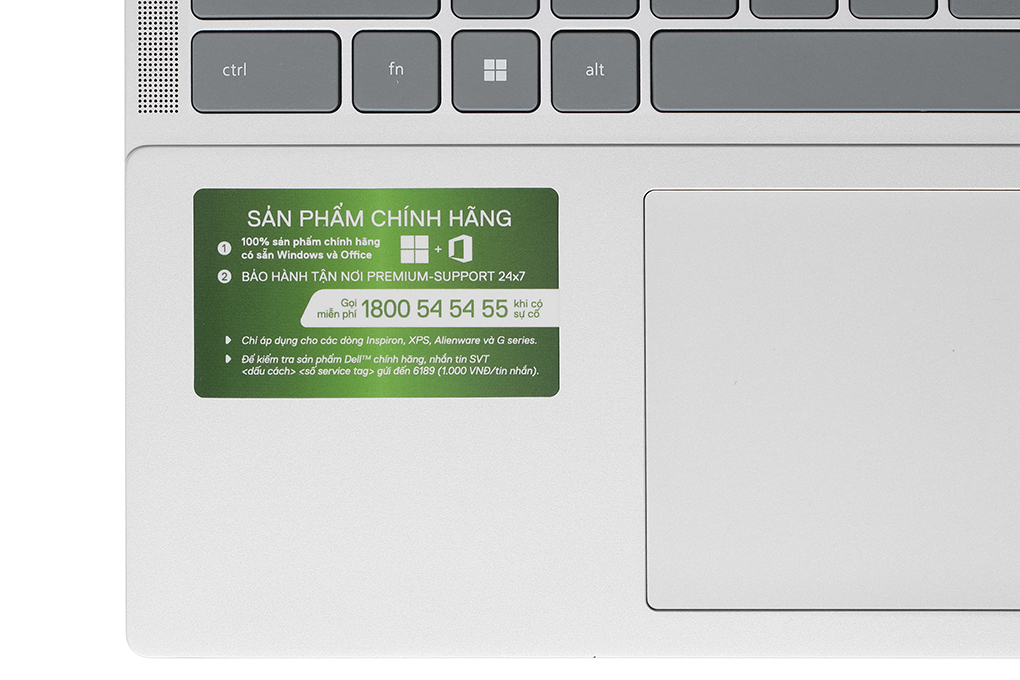 ctrl fn alt
SẢN PHẨM CHÍNH HÃNG
1 100% sản phẩm chính hãng
có sẵn Windows và Office +
2 BẢO HÀNH TẬN NƠI PREMIUM-SUPPORT 24x7
Gọi
miễn phí 1800 54 54 55 khi có
sự cố
Chỉ áp dụng cho các dòng Inspiron, XPS, Alienware và G series.
Để kiểm tra sản phẩm Dell™ chính hãng, nhắn tin SVT
<dấu cách> <số service tag> gửi đến 6189 (1.000 VNĐ/tin nhắn).